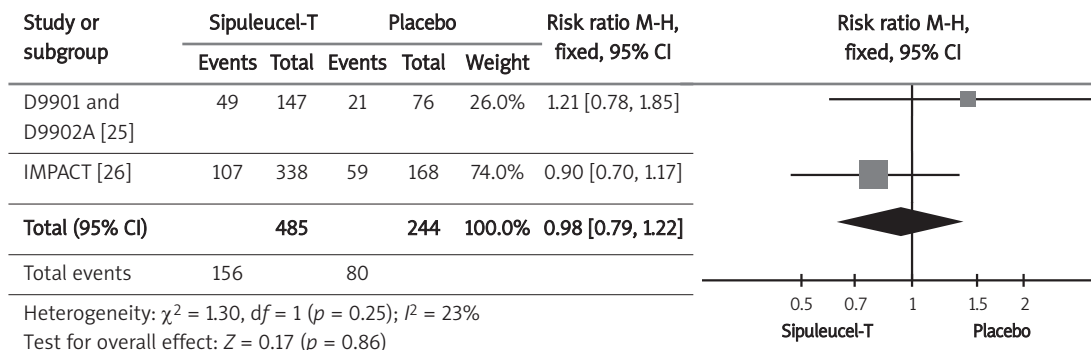 Study or subgroup Sipuleucel-T Placebo Risk ratio M-H, fixed, 95% CI Risk ratio M-H, fixed, 95% CI
Events Total Events Total Weight
D9901 and 49 147 21 76 26.0% 1.21 [0.78, 1.85]
D9902A [25]
IMPACT [26] 107 338 59 168 74.0% 0.90 [0.70, 1.17]
Total (95% CI) 485 244 100.0% 0.98 [0.79, 1.22]
Total events 156 80
Heterogeneity: χ2 = 1.30, df = 1 (p = 0.25); I2 = 23%
Test for overall effect: Z = 0.17 (p = 0.86)
0.5 0.7 1 1.5 2
Sipuleucel-T Placebo